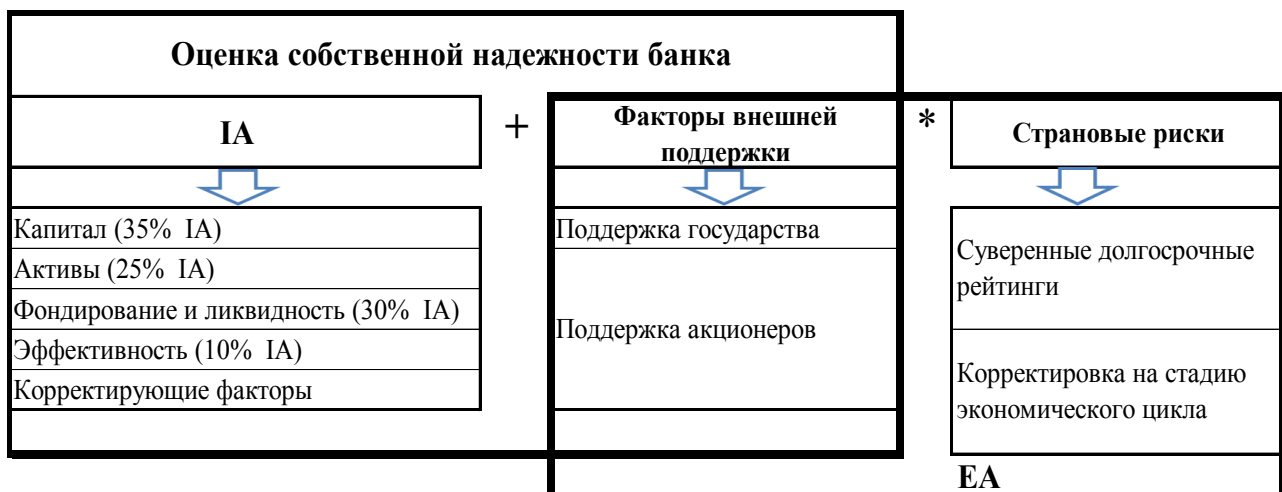 Оценка собственной надежности банка
IA
+
Факторы внешней
поддержки
*
Страновые риски
Капитал (35% IA)
Активы (25% IA)
Фондирование и ликвидность (30% IA)
Эффективность (10% IA)
Корректирующие факторы
Поддержка государства
Поддержка акционеров
Суверенные долгосрочные
рейтинги
Корректировка на стадию
экономического цикла
EA